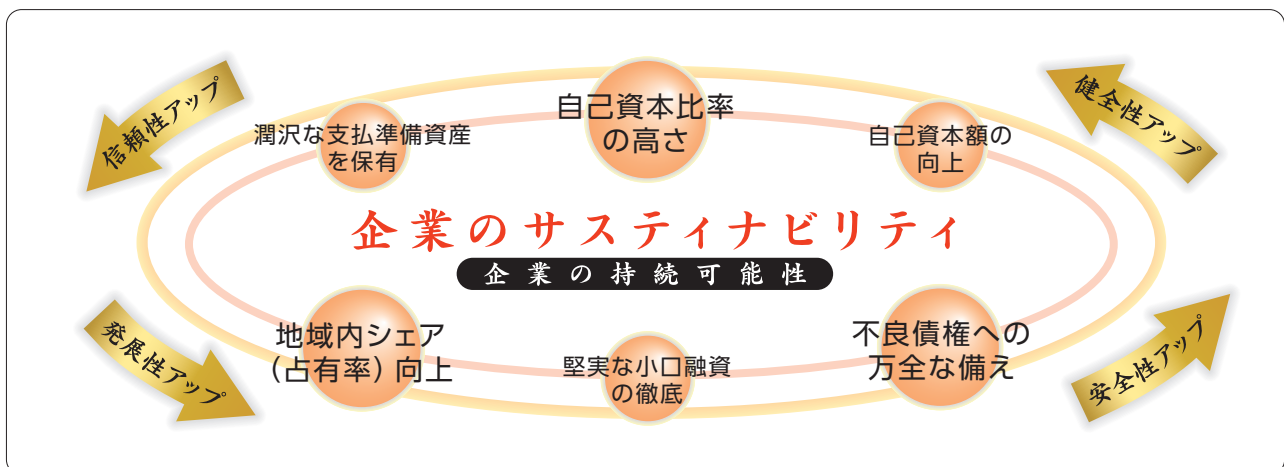 信頼性アップ
健全性アップ
潤沢な支払準備資産
を保有
自己資本比率
の高さ
自己資本額の
向上
企業のサスティナビリティ
企業の持続可能性
発展性アップ
地域内シェア
(占有率)向上
堅実な小口融資
の徹底
不良債権への
万全な備え
安全性アップ